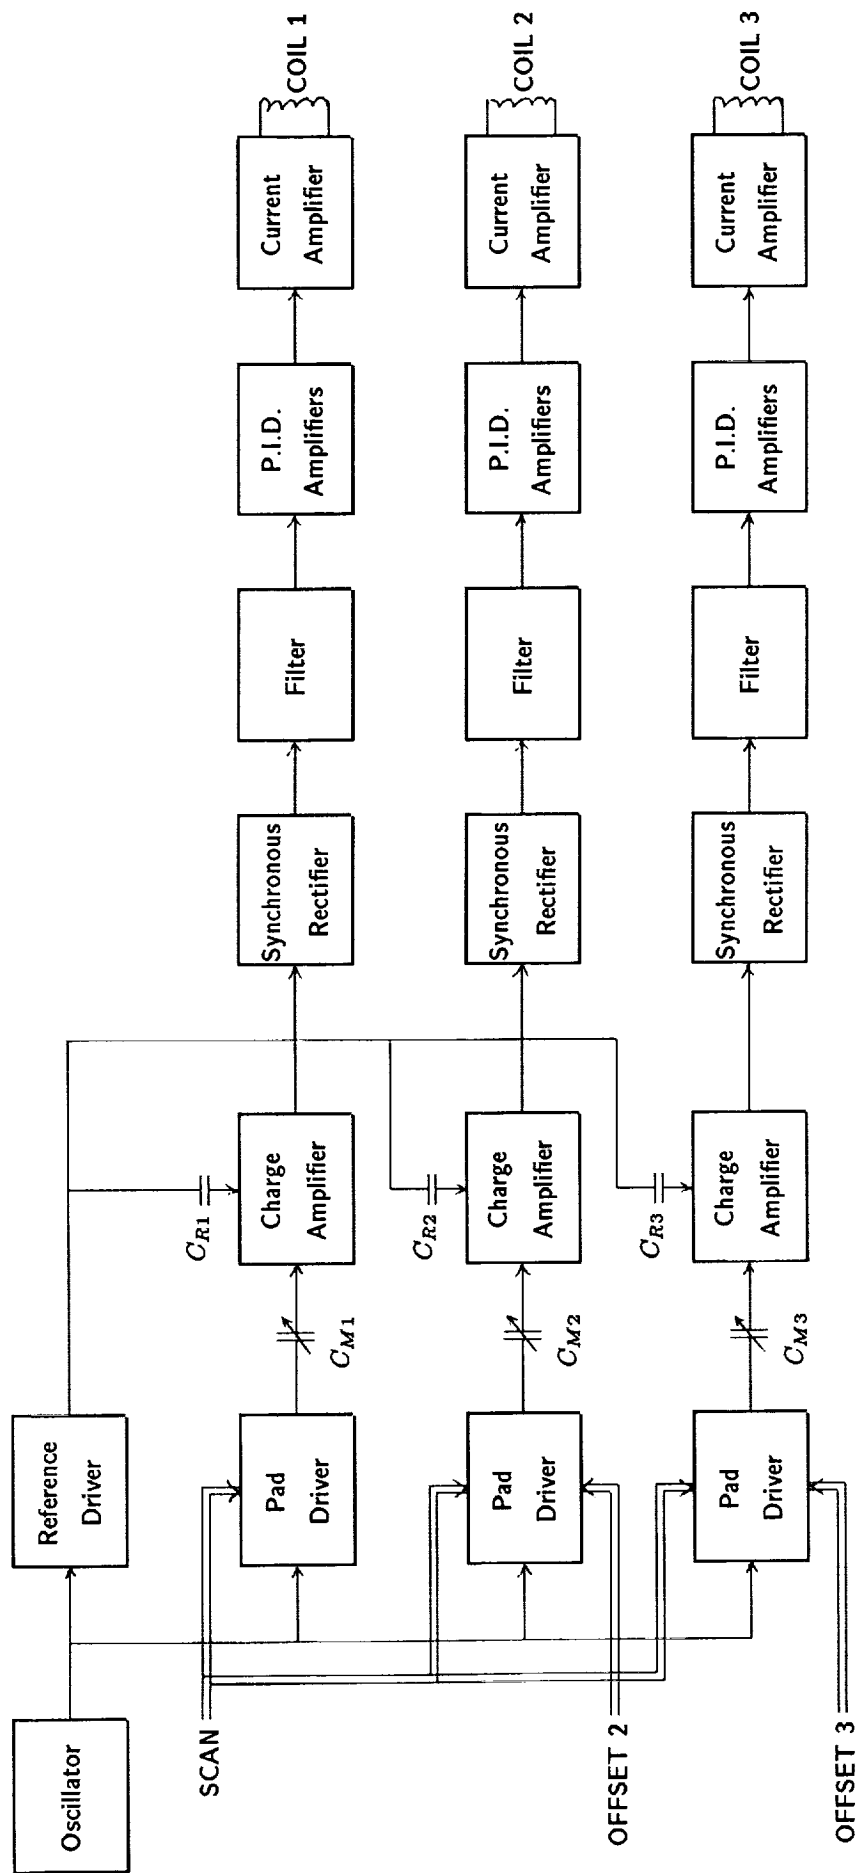 Oscillator
Reference
Driver
SCAN
Pad
Driver
C_{M1}
C_{R1}
Charge
Amplifier
Synchronous
Rectifier
Filter
P.I.D.
Amplifiers
Current
Amplifier
COIL 1
OFFSET 2
Pad
Driver
C_{M2}
C_{R2}
Charge
Amplifier
Synchronous
Rectifier
Filter
P.I.D.
Amplifiers
Current
Amplifier
COIL 2
OFFSET 3
Pad
Driver
C_{M3}
C_{R3}
Charge
Amplifier
Synchronous
Rectifier
Filter
P.I.D.
Amplifiers
Current
Amplifier
COIL 3